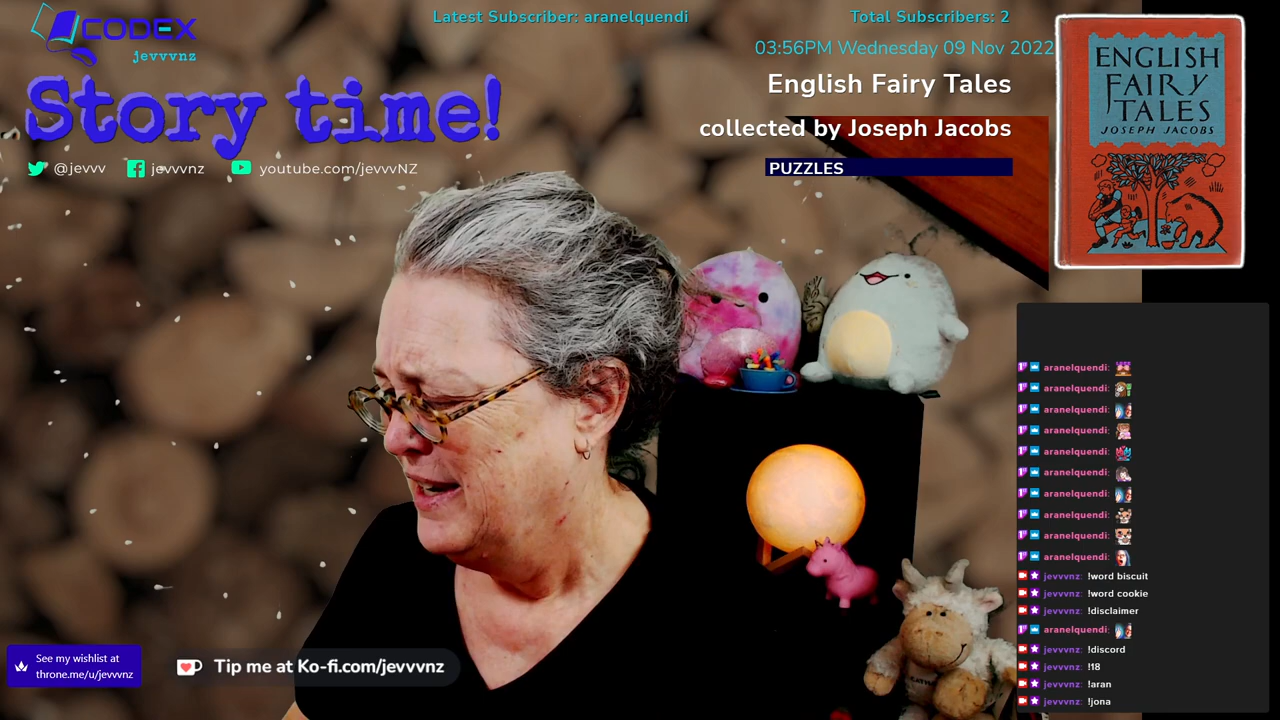 CODEX
jevvvnz
Story time!
@jevvv
jevvvnz
youtube.com/jevvvNZ
Latest Subscriber: aranelquendi
Total Subscribers: 2
03:56PM Wednesday 09 Nov 2022
English Fairy Tales
collected by Joseph Jacobs
PUZZLES
ENGLISH
FAIRY
TALES
JOSEPH JACOBS
aranelquendi:
aranelquendi:
aranelquendi:
aranelquendi:
aranelquendi:
aranelquendi:
aranelquendi:
aranelquendi:
aranelquendi:
aranelquendi:
jevvvnz: !word biscuit
jevvvnz: !word cookie
jevvvnz: !disclaimer
aranelquendi:
jevvvnz: !discord
jevvvnz: !18
jevvvnz: !aran
jevvvnz: !jona
See my wishlist at
throne.me/u/jevvvnz
Tip me at Ko-fi.com/jevvvnz